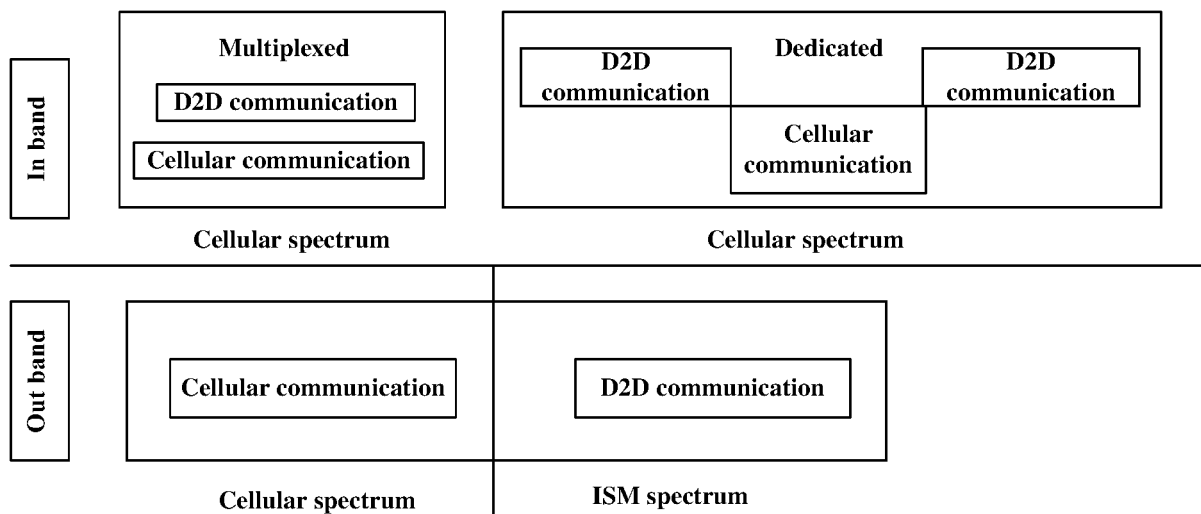 In band
Multiplexed
D2D communication
Cellular communication
Cellular spectrum
Dedicated
D2D
communication
D2D
communication
Cellular
communication
Cellular spectrum
Out band
Cellular communication
D2D communication
Cellular spectrum
ISM spectrum